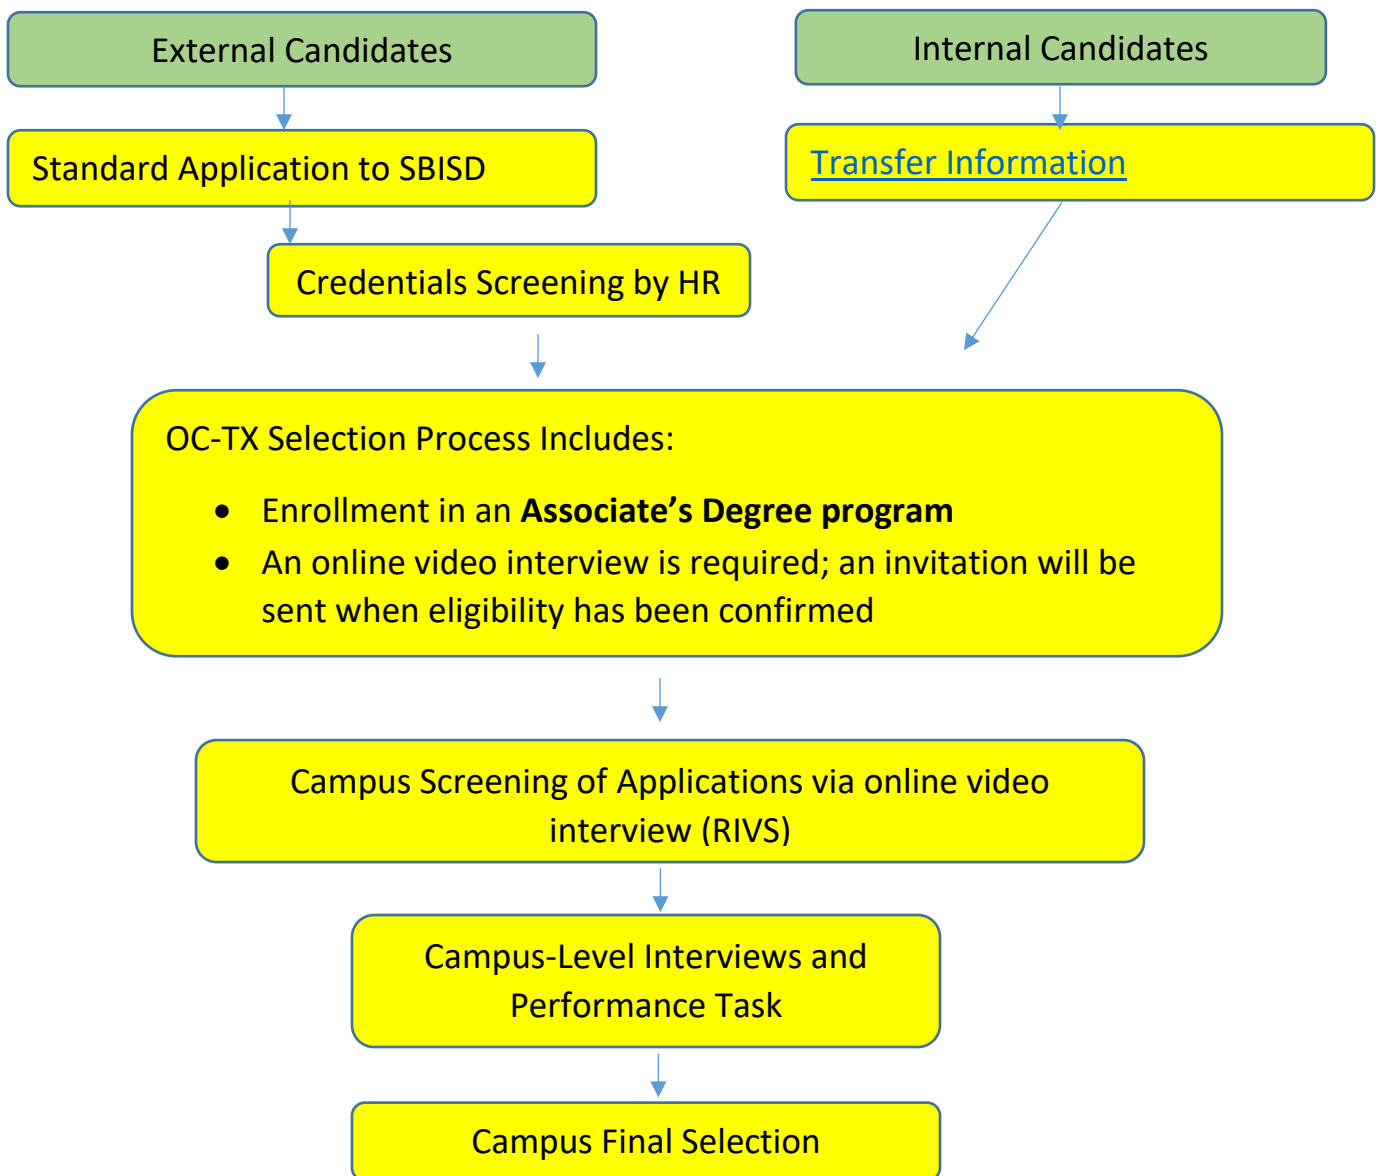 External Candidates
Internal Candidates
Standard Application to SBISD
Transfer Information
Credentials Screening by HR
OC-TX Selection Process Includes:
• Enrollment in an Associate’s Degree program
• An online video interview is required; an invitation will be
sent when eligibility has been confirmed
Campus Screening of Applications via online video
interview (RIVS)
Campus-Level Interviews and
Performance Task
Campus Final Selection